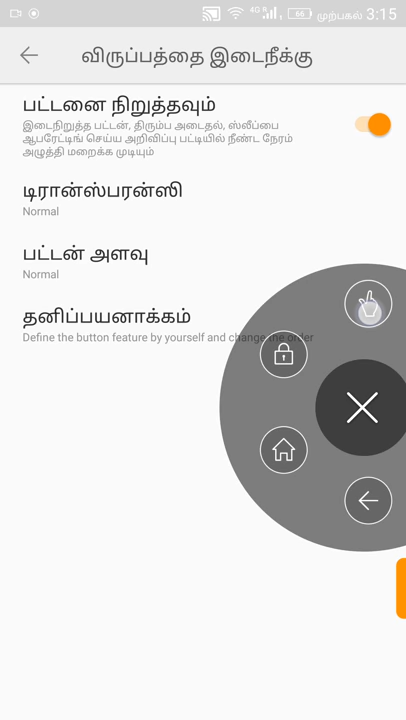 4G R 66 முற்பகல் 3:15
விருப்பத்தை இடைநீக்கு
பட்டனை நிறுத்தவும்
இடைநிறுத்த பட்டன், திரும்ப அடைதல், ஸ்லீப்பை
ஆபரேட்டிங் செய்ய அறிவிப்பு பட்டியில் நீண்ட நேரம்
அழுத்தி மறைக்க முடியும்
டிரான்ஸ்பரன்ஸி
Normal
பட்டன் அளவு
Normal
தனிப்பயனாக்கம்
Define the button feature by yourself and change the order